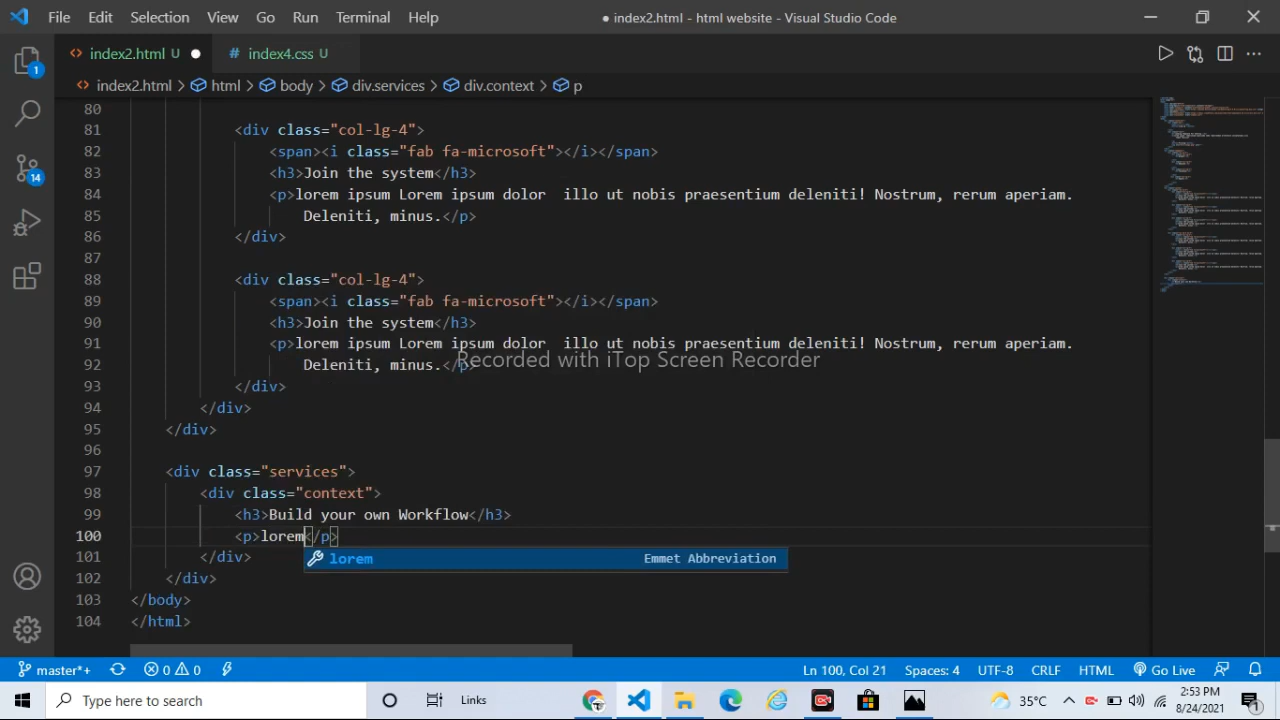 File Edit Selection View Go Run Terminal Help ● index2.html - html website - Visual Studio Code
index2.html U ● # index4.css U
index2.html > html > body > div.services > div.context > p
80
81 <div class="col-lg-4">
82 <span><i class="fab fa-microsoft"></i></span>
83 <h3>Join the system</h3>
84 <p>lorem ipsum Lorem ipsum dolor  illo ut nobis praesentium deleniti! Nostrum, rerum aperiam.
85 Deleniti, minus.</p>
86 </div>
87
88 <div class="col-lg-4">
89 <span><i class="fab fa-microsoft"></i></span>
90 <h3>Join the system</h3>
91 <p>lorem ipsum Lorem ipsum dolor  illo ut nobis praesentium deleniti! Nostrum, rerum aperiam.
92 Deleniti, minus.</p>
Recorded with iTop Screen Recorder
93 </div>
94 </div>
95 </div>
96
97 <div class="services">
98 <div class="context">
99 <h3>Build your own Workflow</h3>
100 <p>lorem</p>
lorem Emmet Abbreviation
101 </div>
102 </div>
103 </body>
104 </html>
1
14
master*+ 0 0 Ln 100, Col 21 Spaces: 4 UTF-8 CRLF HTML Go Live
Type here to search Links 35°C 2:53 PM
8/24/2021 1